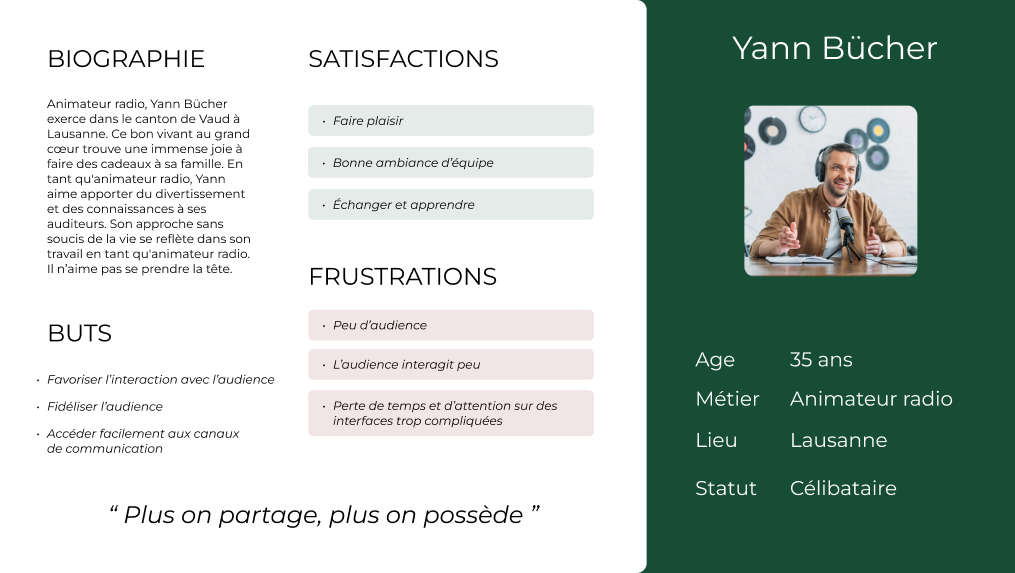 BIOGRAPHIE
Animateur radio, Yann Bücher
exerce dans le canton de Vaud à
Lausanne. Ce bon vivant au grand
cœur trouve une immense joie à
faire des cadeaux à sa famille. En
tant qu'animateur radio, Yann
aime apporter du divertissement
et des connaissances à ses
auditeurs. Son approche sans
soucis de la vie se reflète dans son
travail en tant qu'animateur radio.
Il n’aime pas se prendre la tête.
BUTS
• Favoriser l’interaction avec l’audience
• Fidéliser l’audience
• Accéder facilement aux canaux
de communication
SATISFACTIONS
• Faire plaisir
• Bonne ambiance d’équipe
• Échanger et apprendre
FRUSTRATIONS
• Peu d’audience
• L’audience interagit peu
• Perte de temps et d’attention sur des
interfaces trop compliquées
“ Plus on partage, plus on possède ”
Yann Bücher
Age 35 ans
Métier Animateur radio
Lieu Lausanne
Statut Célibataire